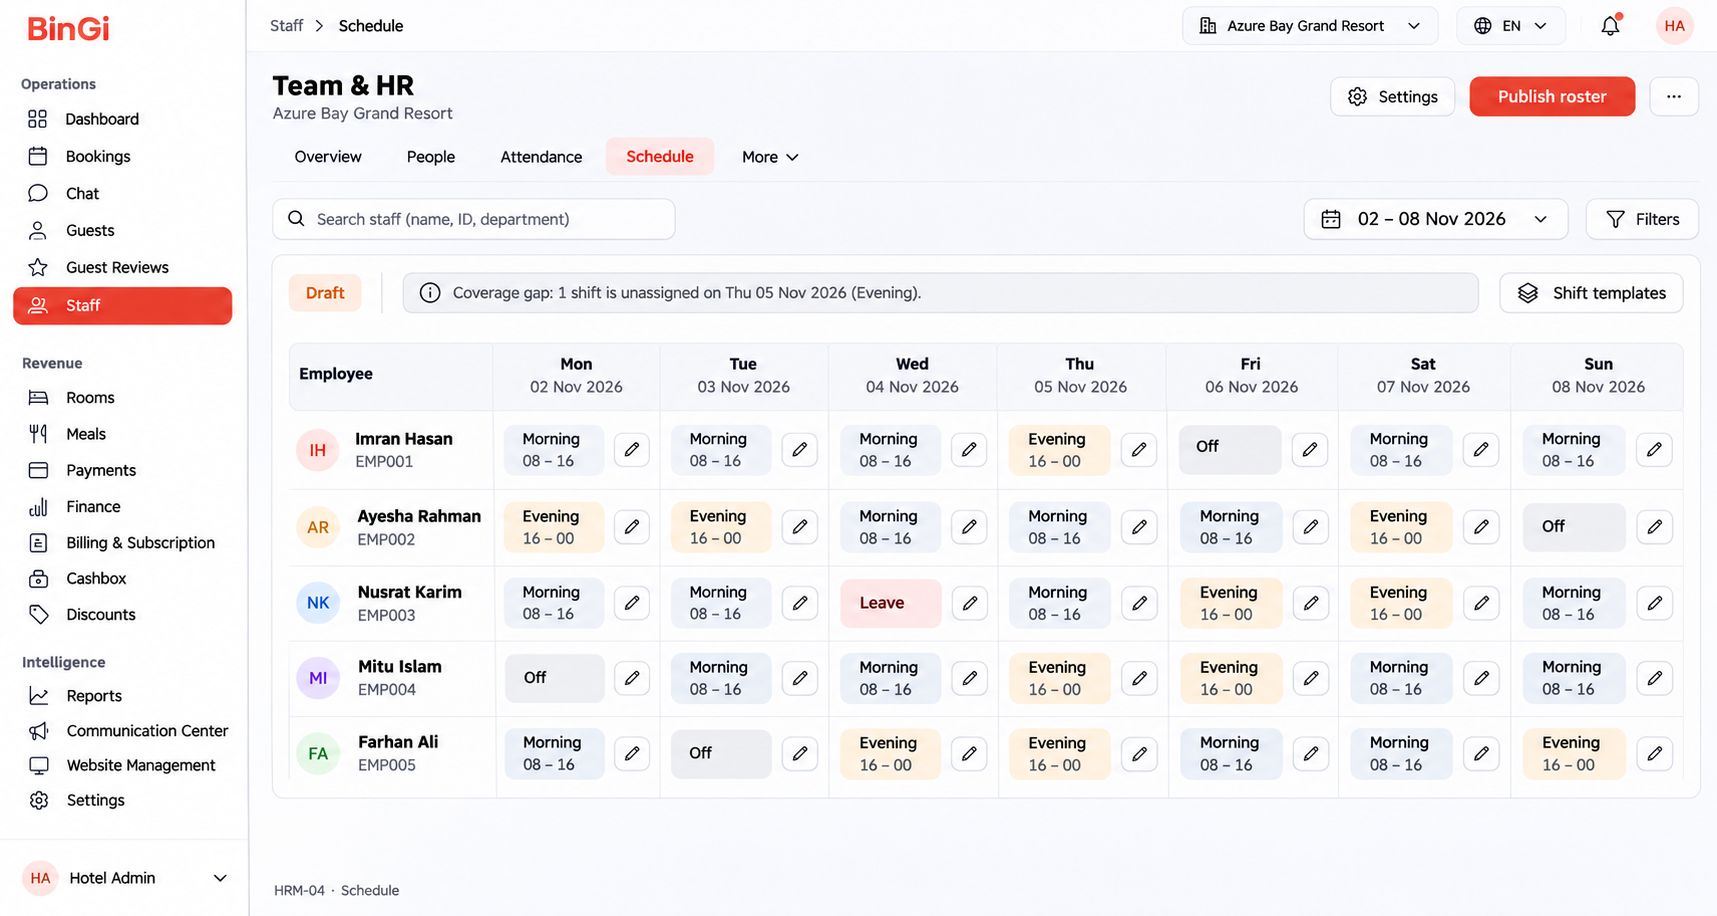 BinGi
Operations
Dashboard
Bookings
Chat
Guests
Guest Reviews
Staff
Revenue
Rooms
Meals
Payments
Finance
Billing & Subscription
Cashbox
Discounts
Intelligence
Reports
Communication Center
Website Management
Settings
HA Hotel Admin
Staff > Schedule
Azure Bay Grand Resort
EN
HA
Team & HR
Azure Bay Grand Resort
Settings
Publish roster
...
Overview People Attendance Schedule More
Search staff (name, ID, department)
02 – 08 Nov 2026
Filters
Draft
Coverage gap: 1 shift is unassigned on Thu 05 Nov 2026 (Evening).
Shift templates
Employee
Mon
02 Nov 2026
Tue
03 Nov 2026
Wed
04 Nov 2026
Thu
05 Nov 2026
Fri
06 Nov 2026
Sat
07 Nov 2026
Sun
08 Nov 2026
IH
Imran Hasan
EMP001
Morning
08 – 16
Morning
08 – 16
Morning
08 – 16
Evening
16 – 00
Off
Morning
08 – 16
Morning
08 – 16
AR
Ayesha Rahman
EMP002
Evening
16 – 00
Evening
16 – 00
Morning
08 – 16
Morning
08 – 16
Morning
08 – 16
Evening
16 – 00
Off
NK
Nusrat Karim
EMP003
Morning
08 – 16
Morning
08 – 16
Leave
Morning
08 – 16
Evening
16 – 00
Evening
16 – 00
Morning
08 – 16
MI
Mitu Islam
EMP004
Off
Morning
08 – 16
Morning
08 – 16
Evening
16 – 00
Evening
16 – 00
Morning
08 – 16
Morning
08 – 16
FA
Farhan Ali
EMP005
Morning
08 – 16
Off
Evening
16 – 00
Evening
16 – 00
Morning
08 – 16
Morning
08 – 16
Evening
16 – 00
HRM-04 · Schedule